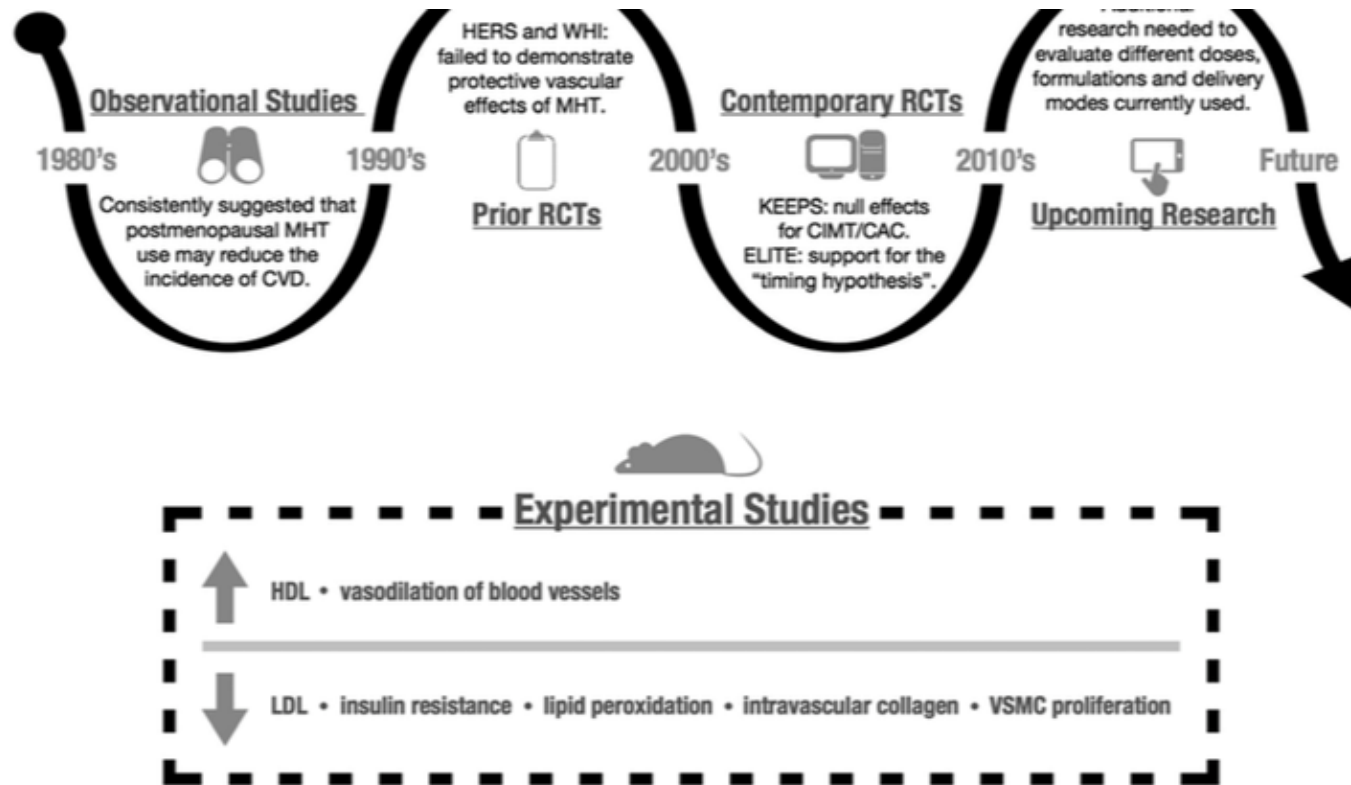 HERS and WHI:
failed to demonstrate
protective vascular
effects of MHT.
research needed to
evaluate different doses,
formulations and delivery
modes currently used.
Observational Studies
Contemporary RCTs
1980's
1990's
2000's
2010's
Future
Consistently suggested that
postmenopausal MHT
use may reduce the
incidence of CVD.
Prior RCTs
KEEPS: null effects
for CIMT/CAC.
ELITE: support for the
"timing hypothesis".
Upcoming Research
Experimental Studies
HDL • vasodilation of blood vessels
LDL • insulin resistance • lipid peroxidation • intravascular collagen • VSMC proliferation